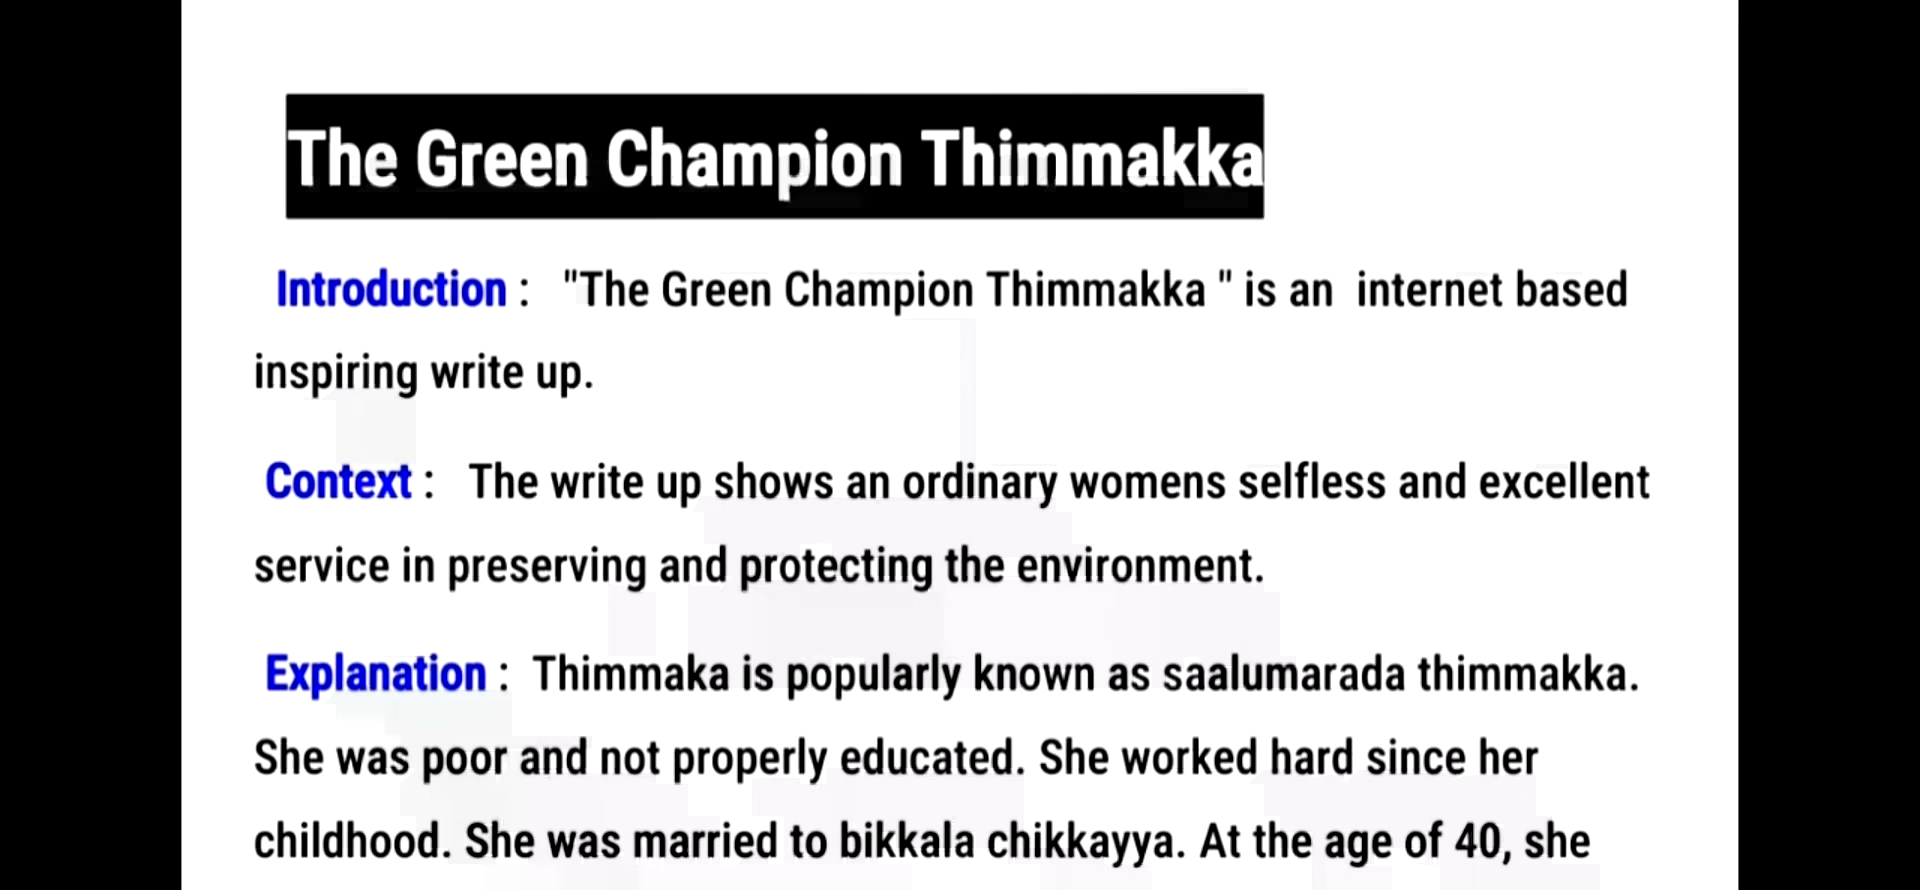 The Green Champion Thimmakka
Introduction : "The Green Champion Thimmakka " is an internet based
inspiring write up.
Context : The write up shows an ordinary womens selfless and excellent
service in preserving and protecting the environment.
Explanation : Thimmaka is popularly known as saalumarada thimmakka.
She was poor and not properly educated. She worked hard since her
childhood. She was married to bikkala chikkayya. At the age of 40, she